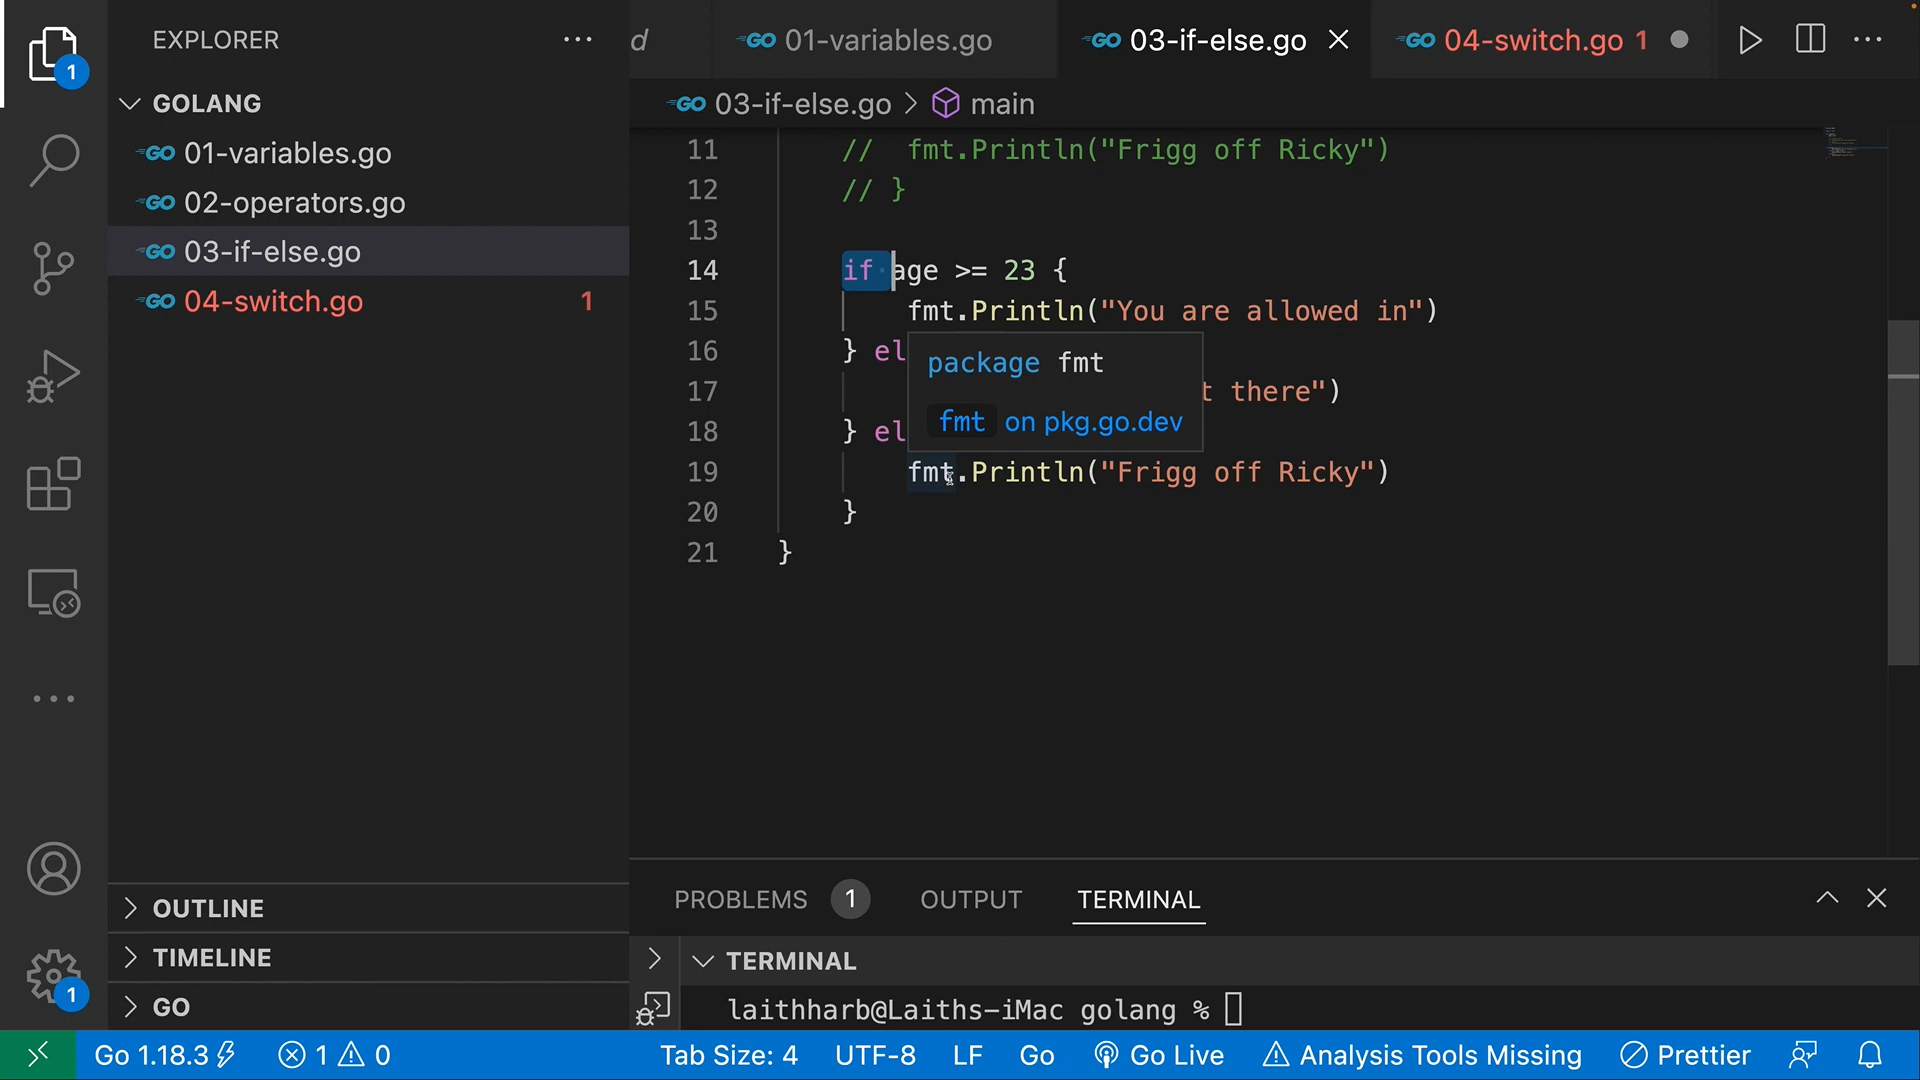 EXPLORER
d
01-variables.go
03-if-else.go
04-switch.go 1
GOLANG
01-variables.go
02-operators.go
03-if-else.go
04-switch.go 1
03-if-else.go > main
11 // fmt.Println("Frigg off Ricky")
12 // }
13
14 if age >= 23 {
15 fmt.Println("You are allowed in")
16 } el
package fmt
17 t there")
fmt on pkg.go.dev
18 } el
19 fmt.Println("Frigg off Ricky")
20 }
21 }
1
OUTLINE
TIMELINE
GO
1
PROBLEMS 1 OUTPUT TERMINAL
TERMINAL
laithharb@Laiths-iMac golang %
Go 1.18.3 1 0 Tab Size: 4 UTF-8 LF Go Go Live Analysis Tools Missing Prettier